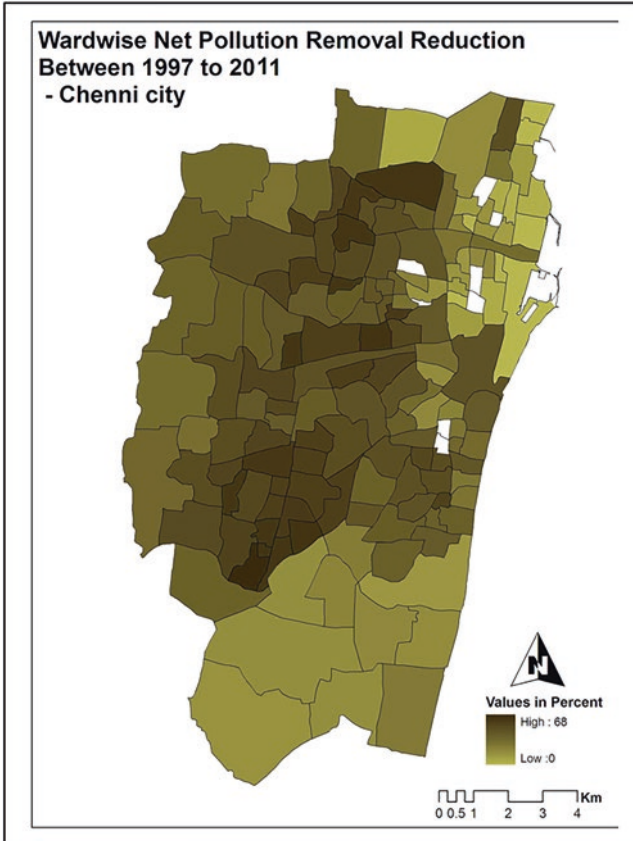 Wardwise Net Pollution Removal Reduction
Between 1997 to 2011
- Chenni city
N
Values in Percent
High : 68
Low :0
Km
0 0.5 1 2 3 4